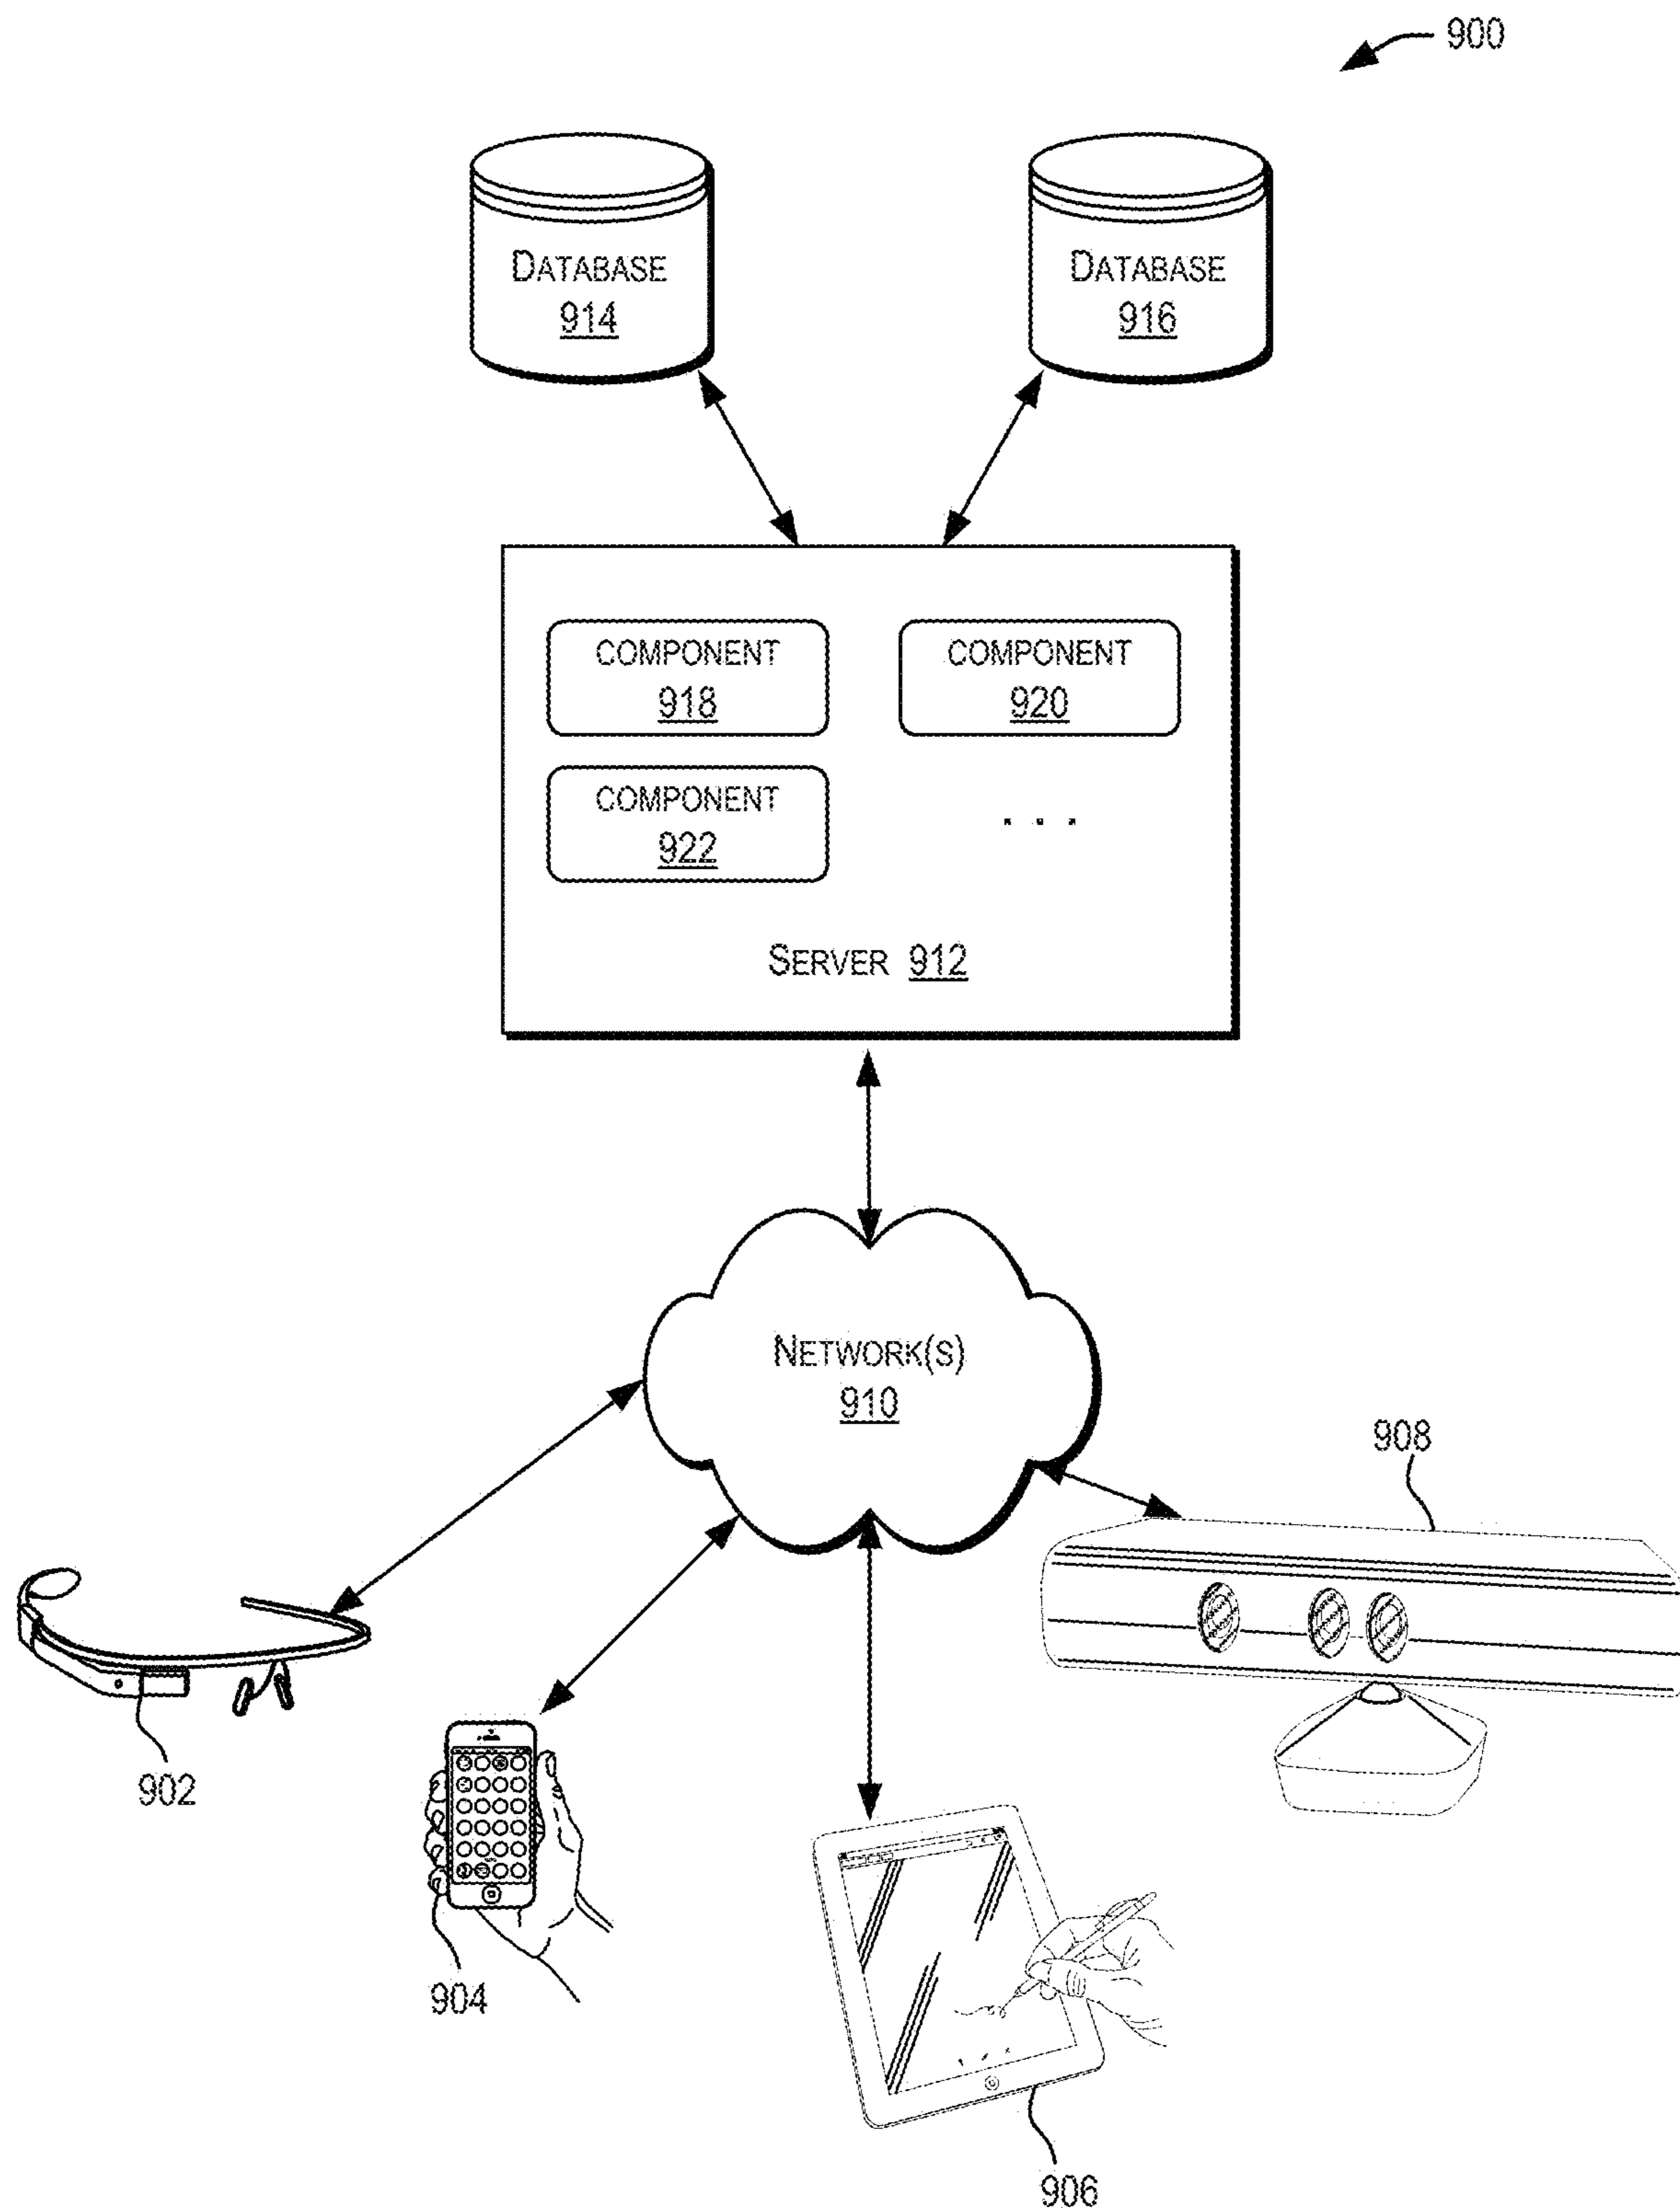 900
DATABASE
914
DATABASE
916
COMPONENT
918
COMPONENT
920
COMPONENT
922
. . .
SERVER 912
NETWORK(S)
910
908
902
904
906